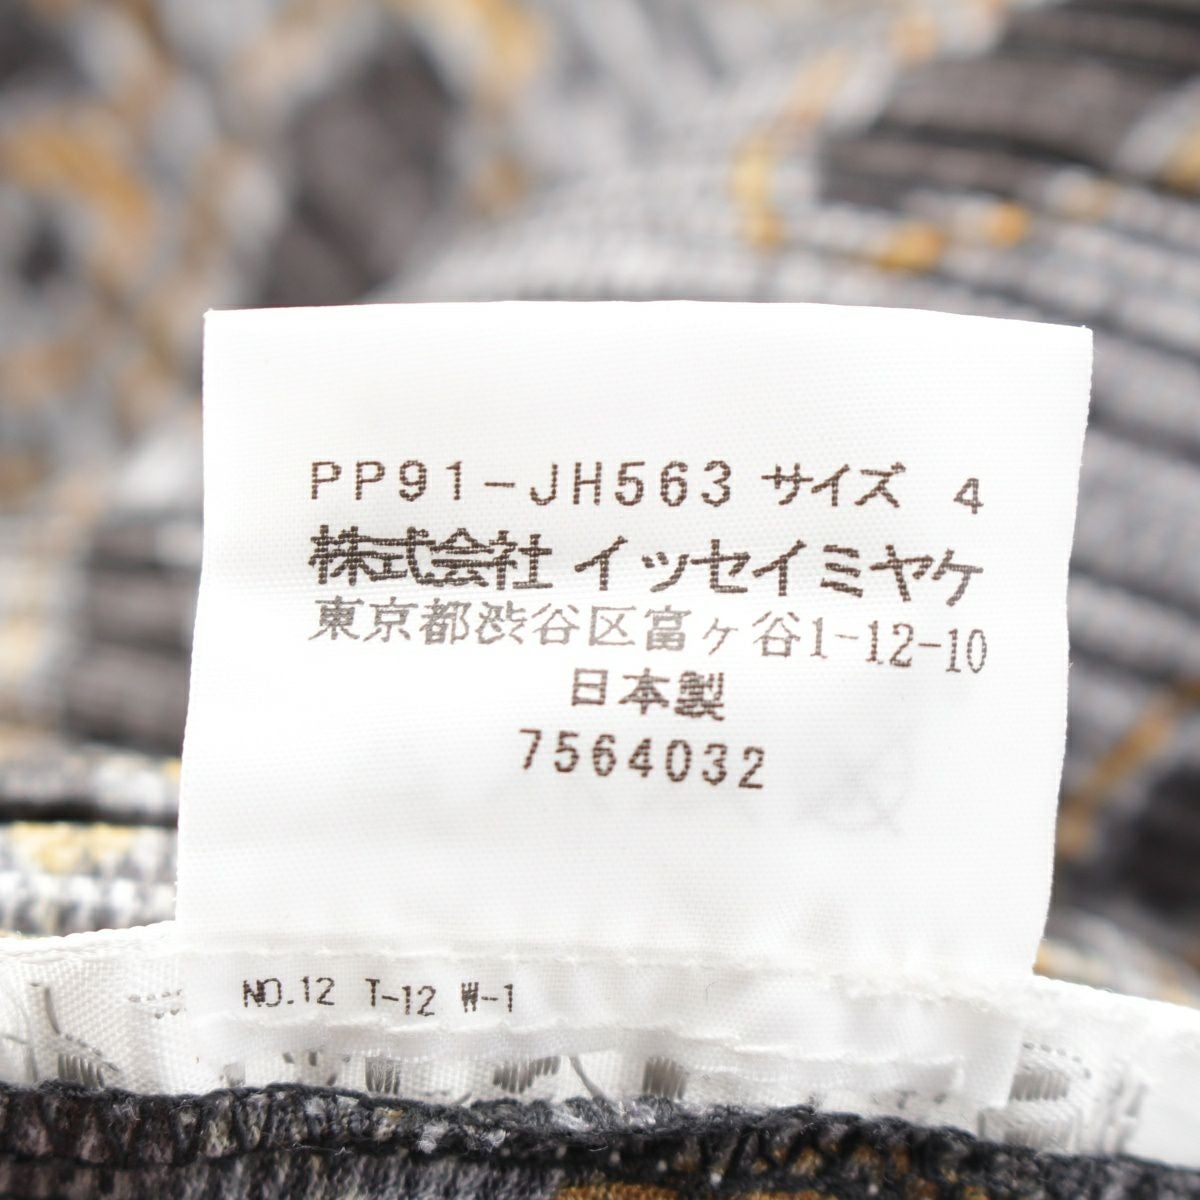 PP91-JH563 サイズ 4
株式会社 イッセイミヤケ
東京都渋谷区富ヶ谷1-12-10
日本製
7564032
NO.12 T-12 W-1